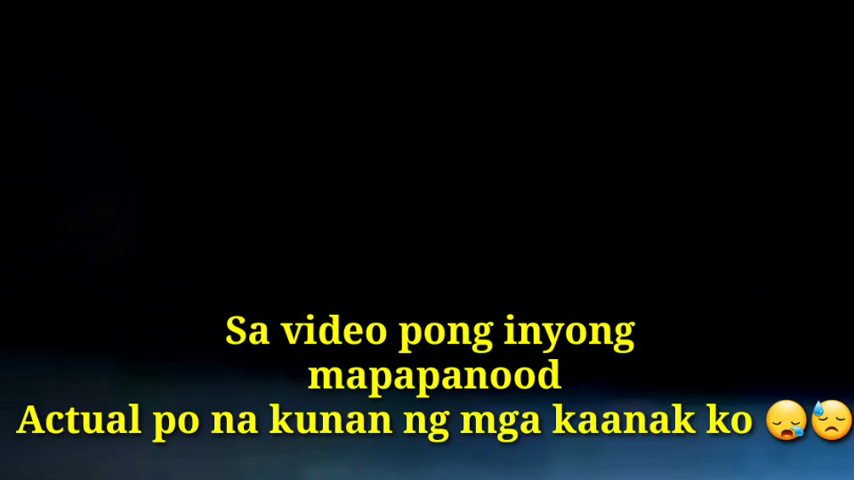 Sa video pong inyong
mapapanood
Actual po na kunan ng mga kaanak ko 😪😓